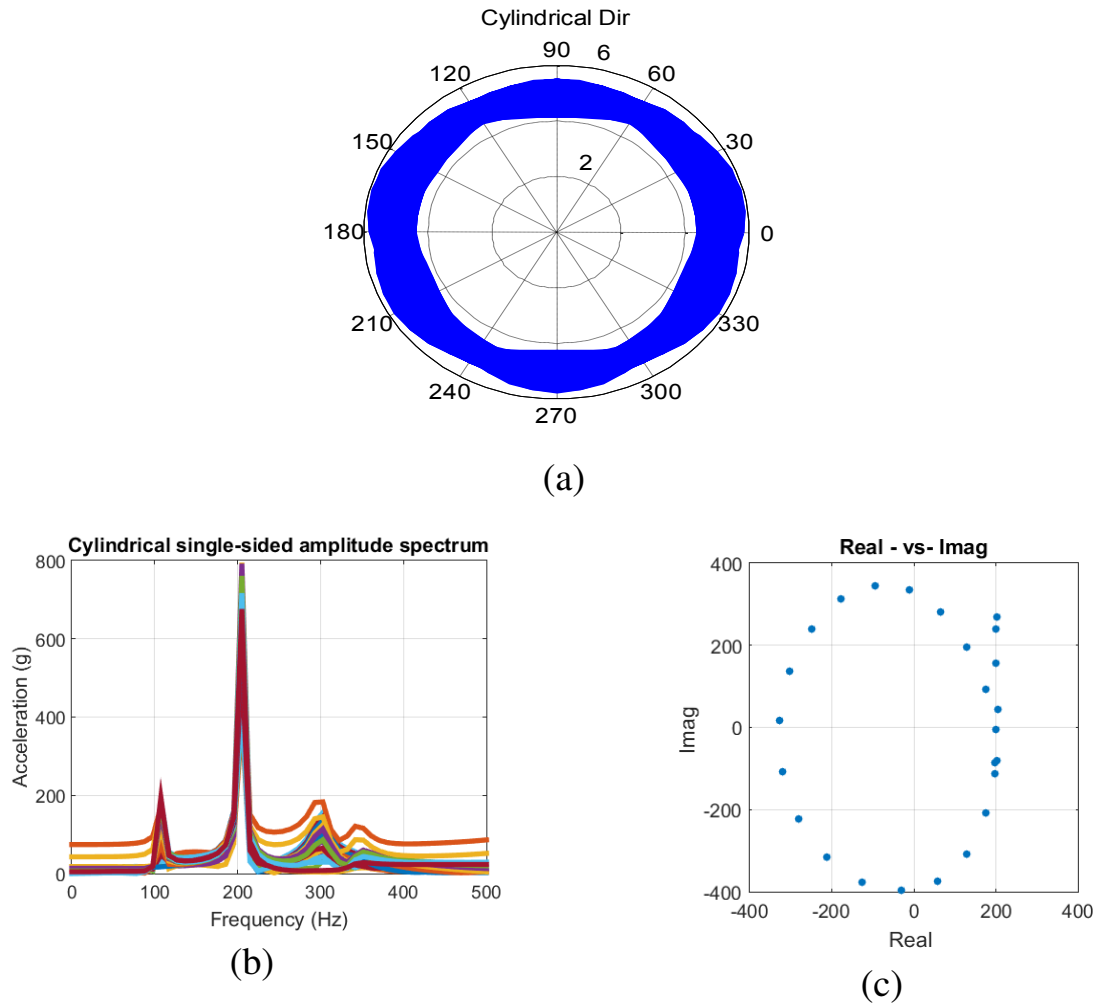 Cylindrical Dir
90 6
120 60
150 30
2
180 0
210 330
240 300
270
(a)
Cylindrical single-sided amplitude spectrum
800
600
400
200
0
0 100 200 300 400 500
Acceleration (g)
Frequency (Hz)
(b)
Real - vs- Imag
400
200
0
-200
-400
-400 -200 0 200 400
Imag
Real
(c)